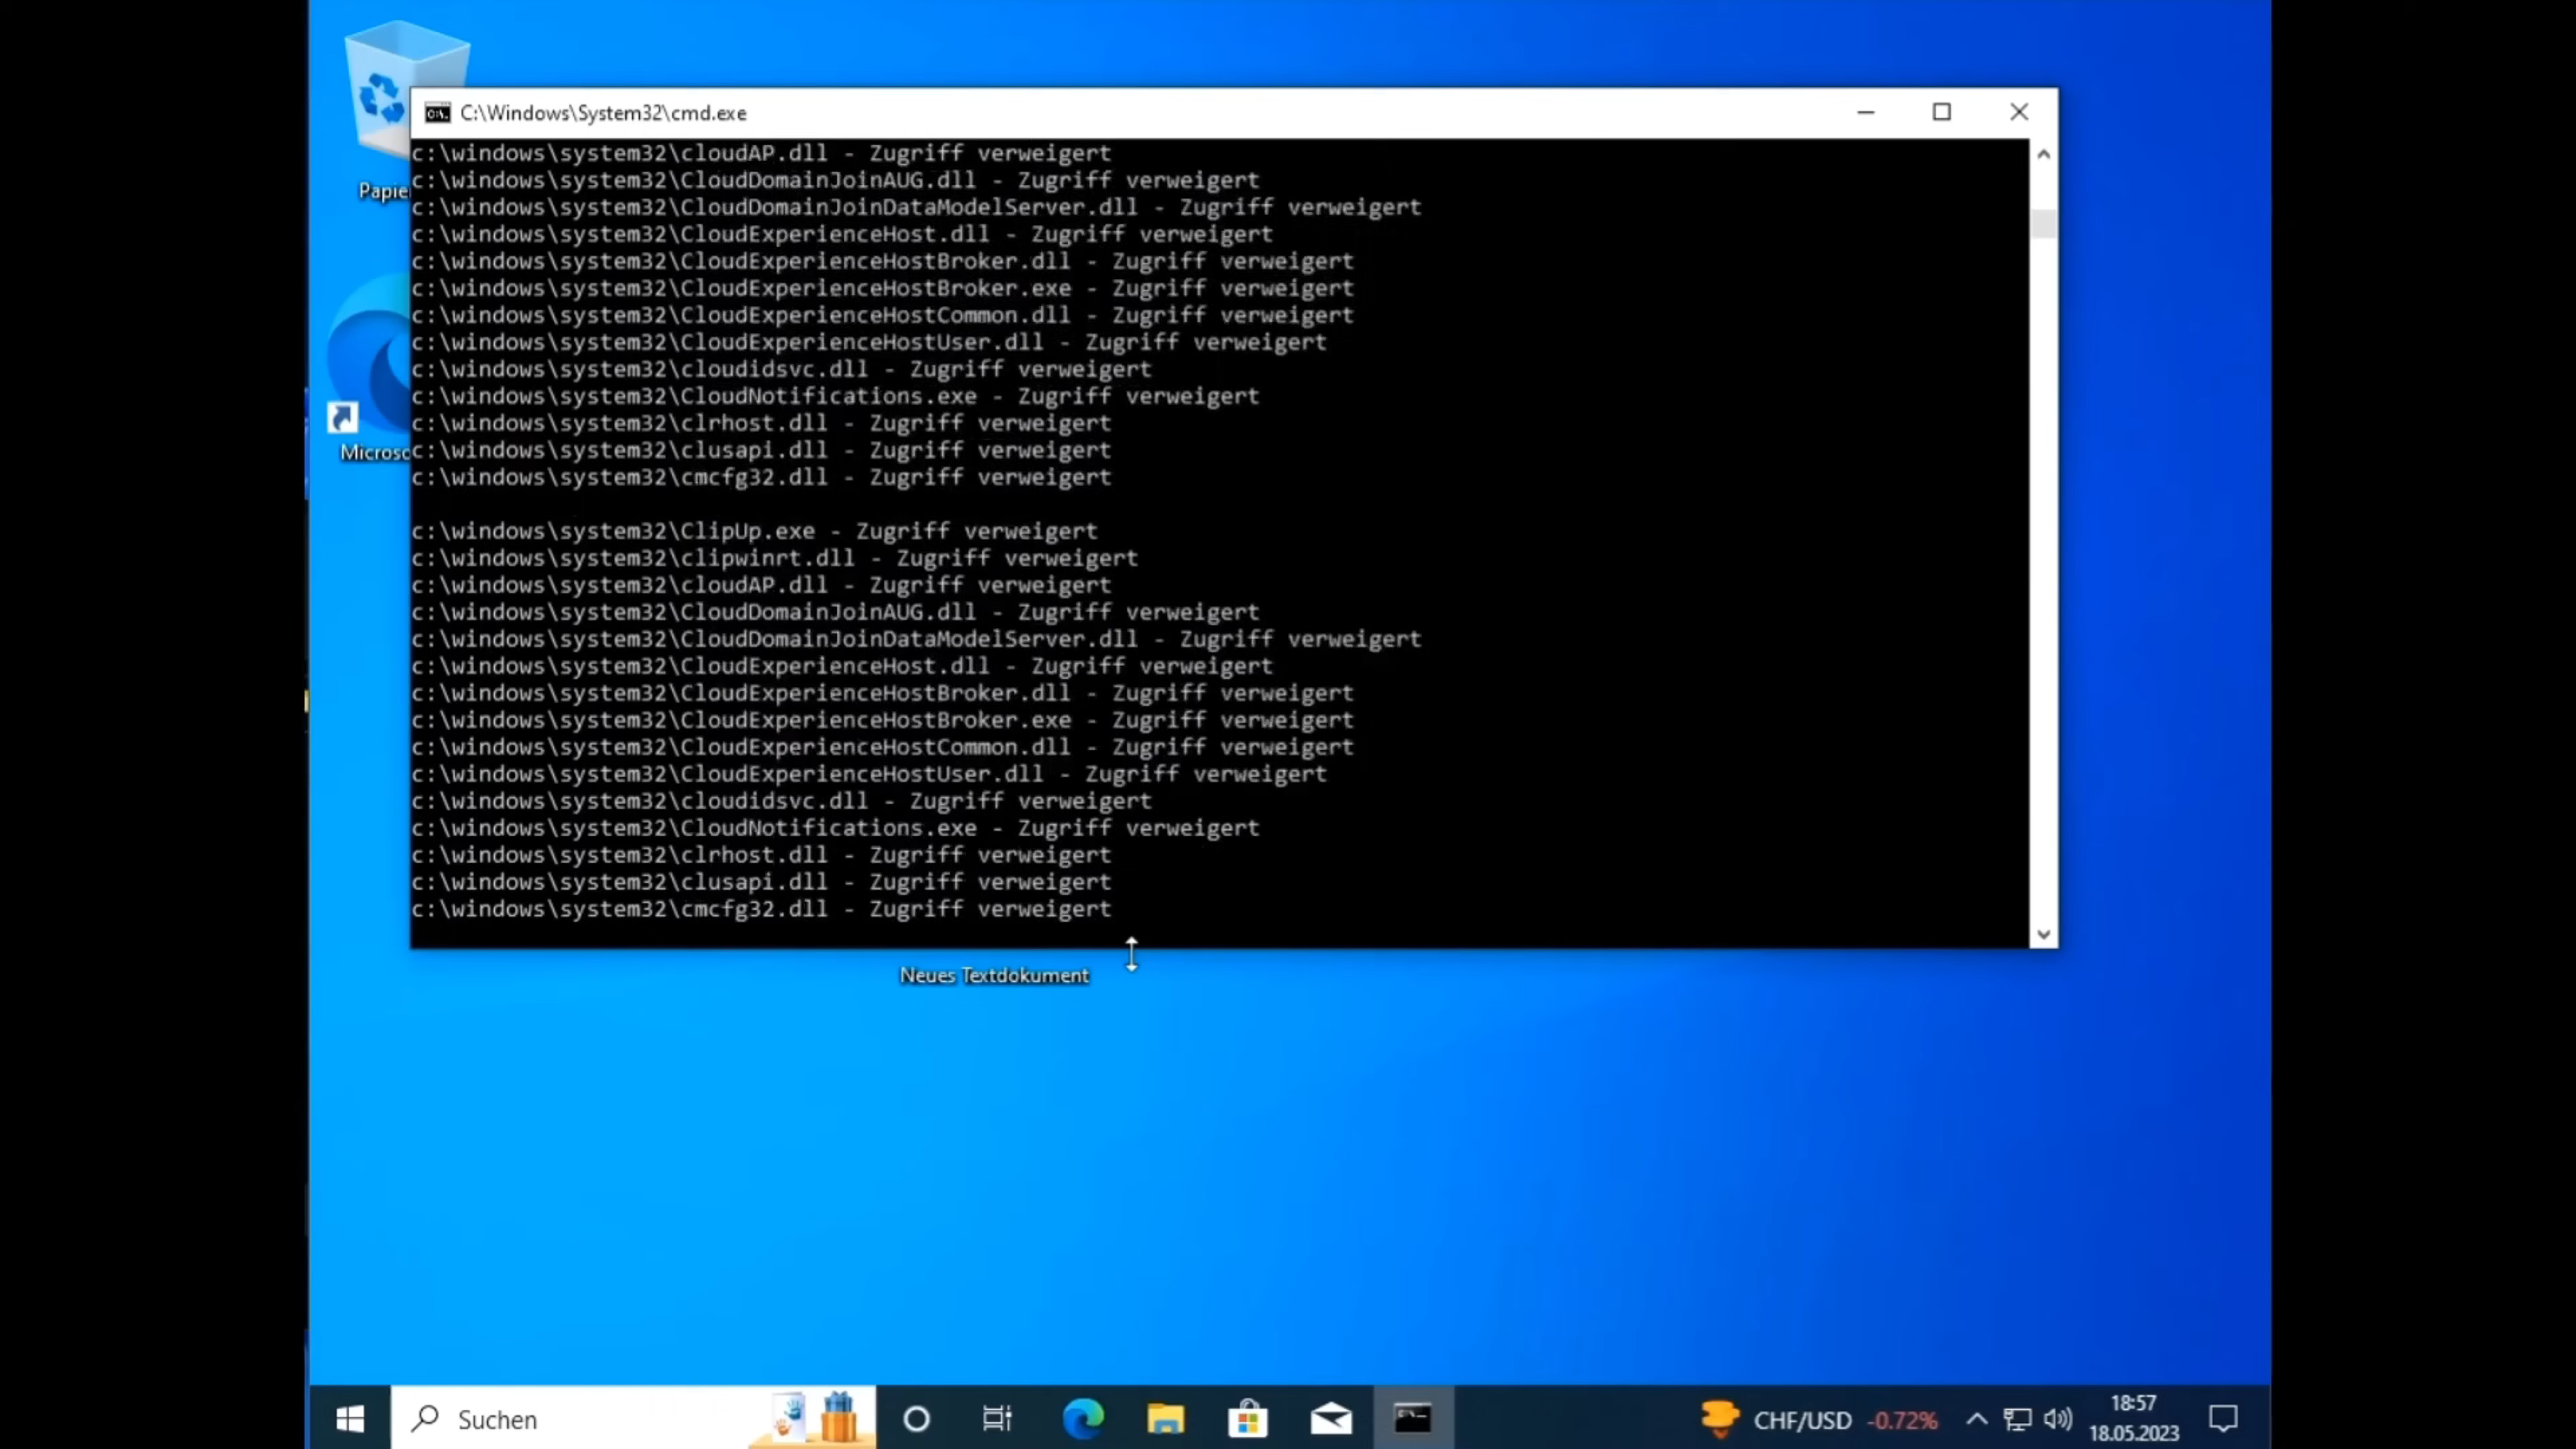 C:\Windows\System32\cmd.exe
c:\windows\system32\cloudAP.dll - Zugriff verweigert
c:\windows\system32\CloudDomainJoinAUG.dll - Zugriff verweigert
c:\windows\system32\CloudDomainJoinDataModelServer.dll - Zugriff verweigert
c:\windows\system32\CloudExperienceHost.dll - Zugriff verweigert
c:\windows\system32\CloudExperienceHostBroker.dll - Zugriff verweigert
c:\windows\system32\CloudExperienceHostBroker.exe - Zugriff verweigert
c:\windows\system32\CloudExperienceHostCommon.dll - Zugriff verweigert
c:\windows\system32\CloudExperienceHostUser.dll - Zugriff verweigert
c:\windows\system32\cloudidsvc.dll - Zugriff verweigert
c:\windows\system32\CloudNotifications.exe - Zugriff verweigert
c:\windows\system32\clrhost.dll - Zugriff verweigert
c:\windows\system32\clusapi.dll - Zugriff verweigert
c:\windows\system32\cmcfg32.dll - Zugriff verweigert
c:\windows\system32\ClipUp.exe - Zugriff verweigert
c:\windows\system32\clipwinrt.dll - Zugriff verweigert
c:\windows\system32\cloudAP.dll - Zugriff verweigert
c:\windows\system32\CloudDomainJoinAUG.dll - Zugriff verweigert
c:\windows\system32\CloudDomainJoinDataModelServer.dll - Zugriff verweigert
c:\windows\system32\CloudExperienceHost.dll - Zugriff verweigert
c:\windows\system32\CloudExperienceHostBroker.dll - Zugriff verweigert
c:\windows\system32\CloudExperienceHostBroker.exe - Zugriff verweigert
c:\windows\system32\CloudExperienceHostCommon.dll - Zugriff verweigert
c:\windows\system32\CloudExperienceHostUser.dll - Zugriff verweigert
c:\windows\system32\cloudidsvc.dll - Zugriff verweigert
c:\windows\system32\CloudNotifications.exe - Zugriff verweigert
c:\windows\system32\clrhost.dll - Zugriff verweigert
c:\windows\system32\clusapi.dll - Zugriff verweigert
c:\windows\system32\cmcfg32.dll - Zugriff verweigert
Papie
Microso
Neues Textdokument
Suchen
CHF/USD -0.72%
18:57
18.05.2023